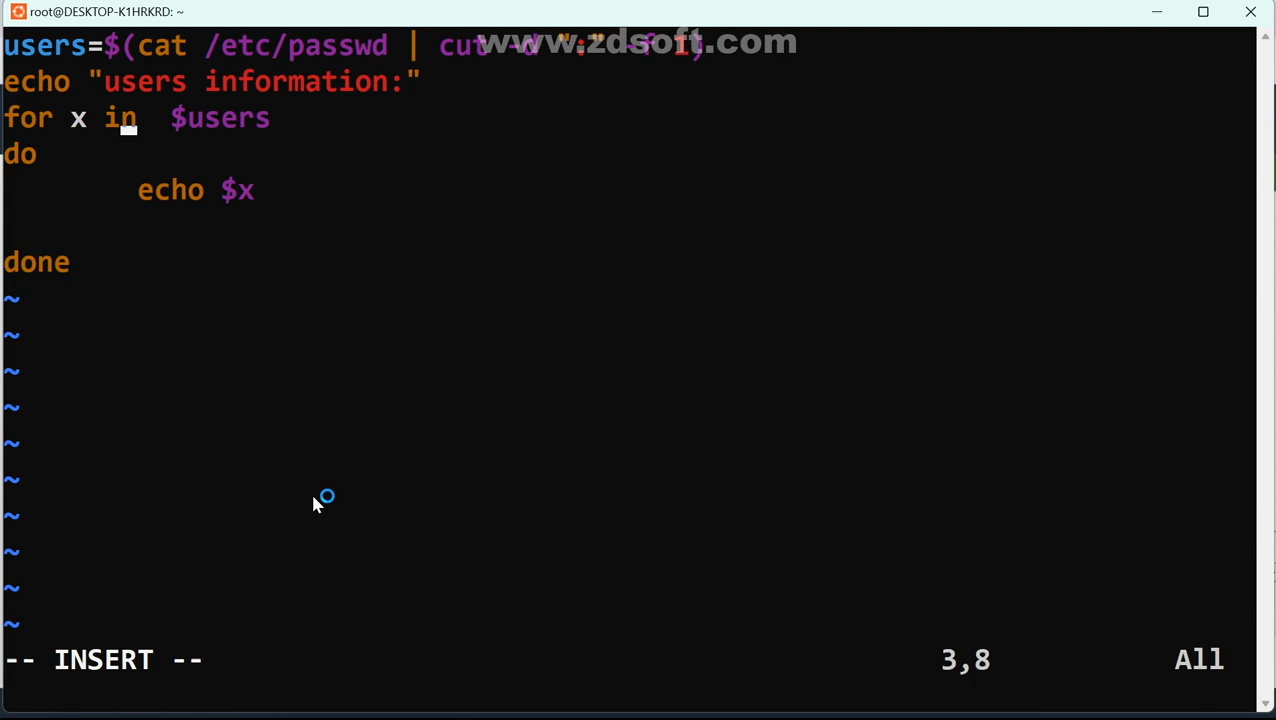 root@DESKTOP-K1HRKRD: ~
www.zdsoft.com
users=$(cat /etc/passwd | cut -d ":" -f 1)
echo "users information:"
for x in  $users
do
        echo $x
done
~
~
~
~
~
~
~
~
~
~
-- INSERT --
3,8
All